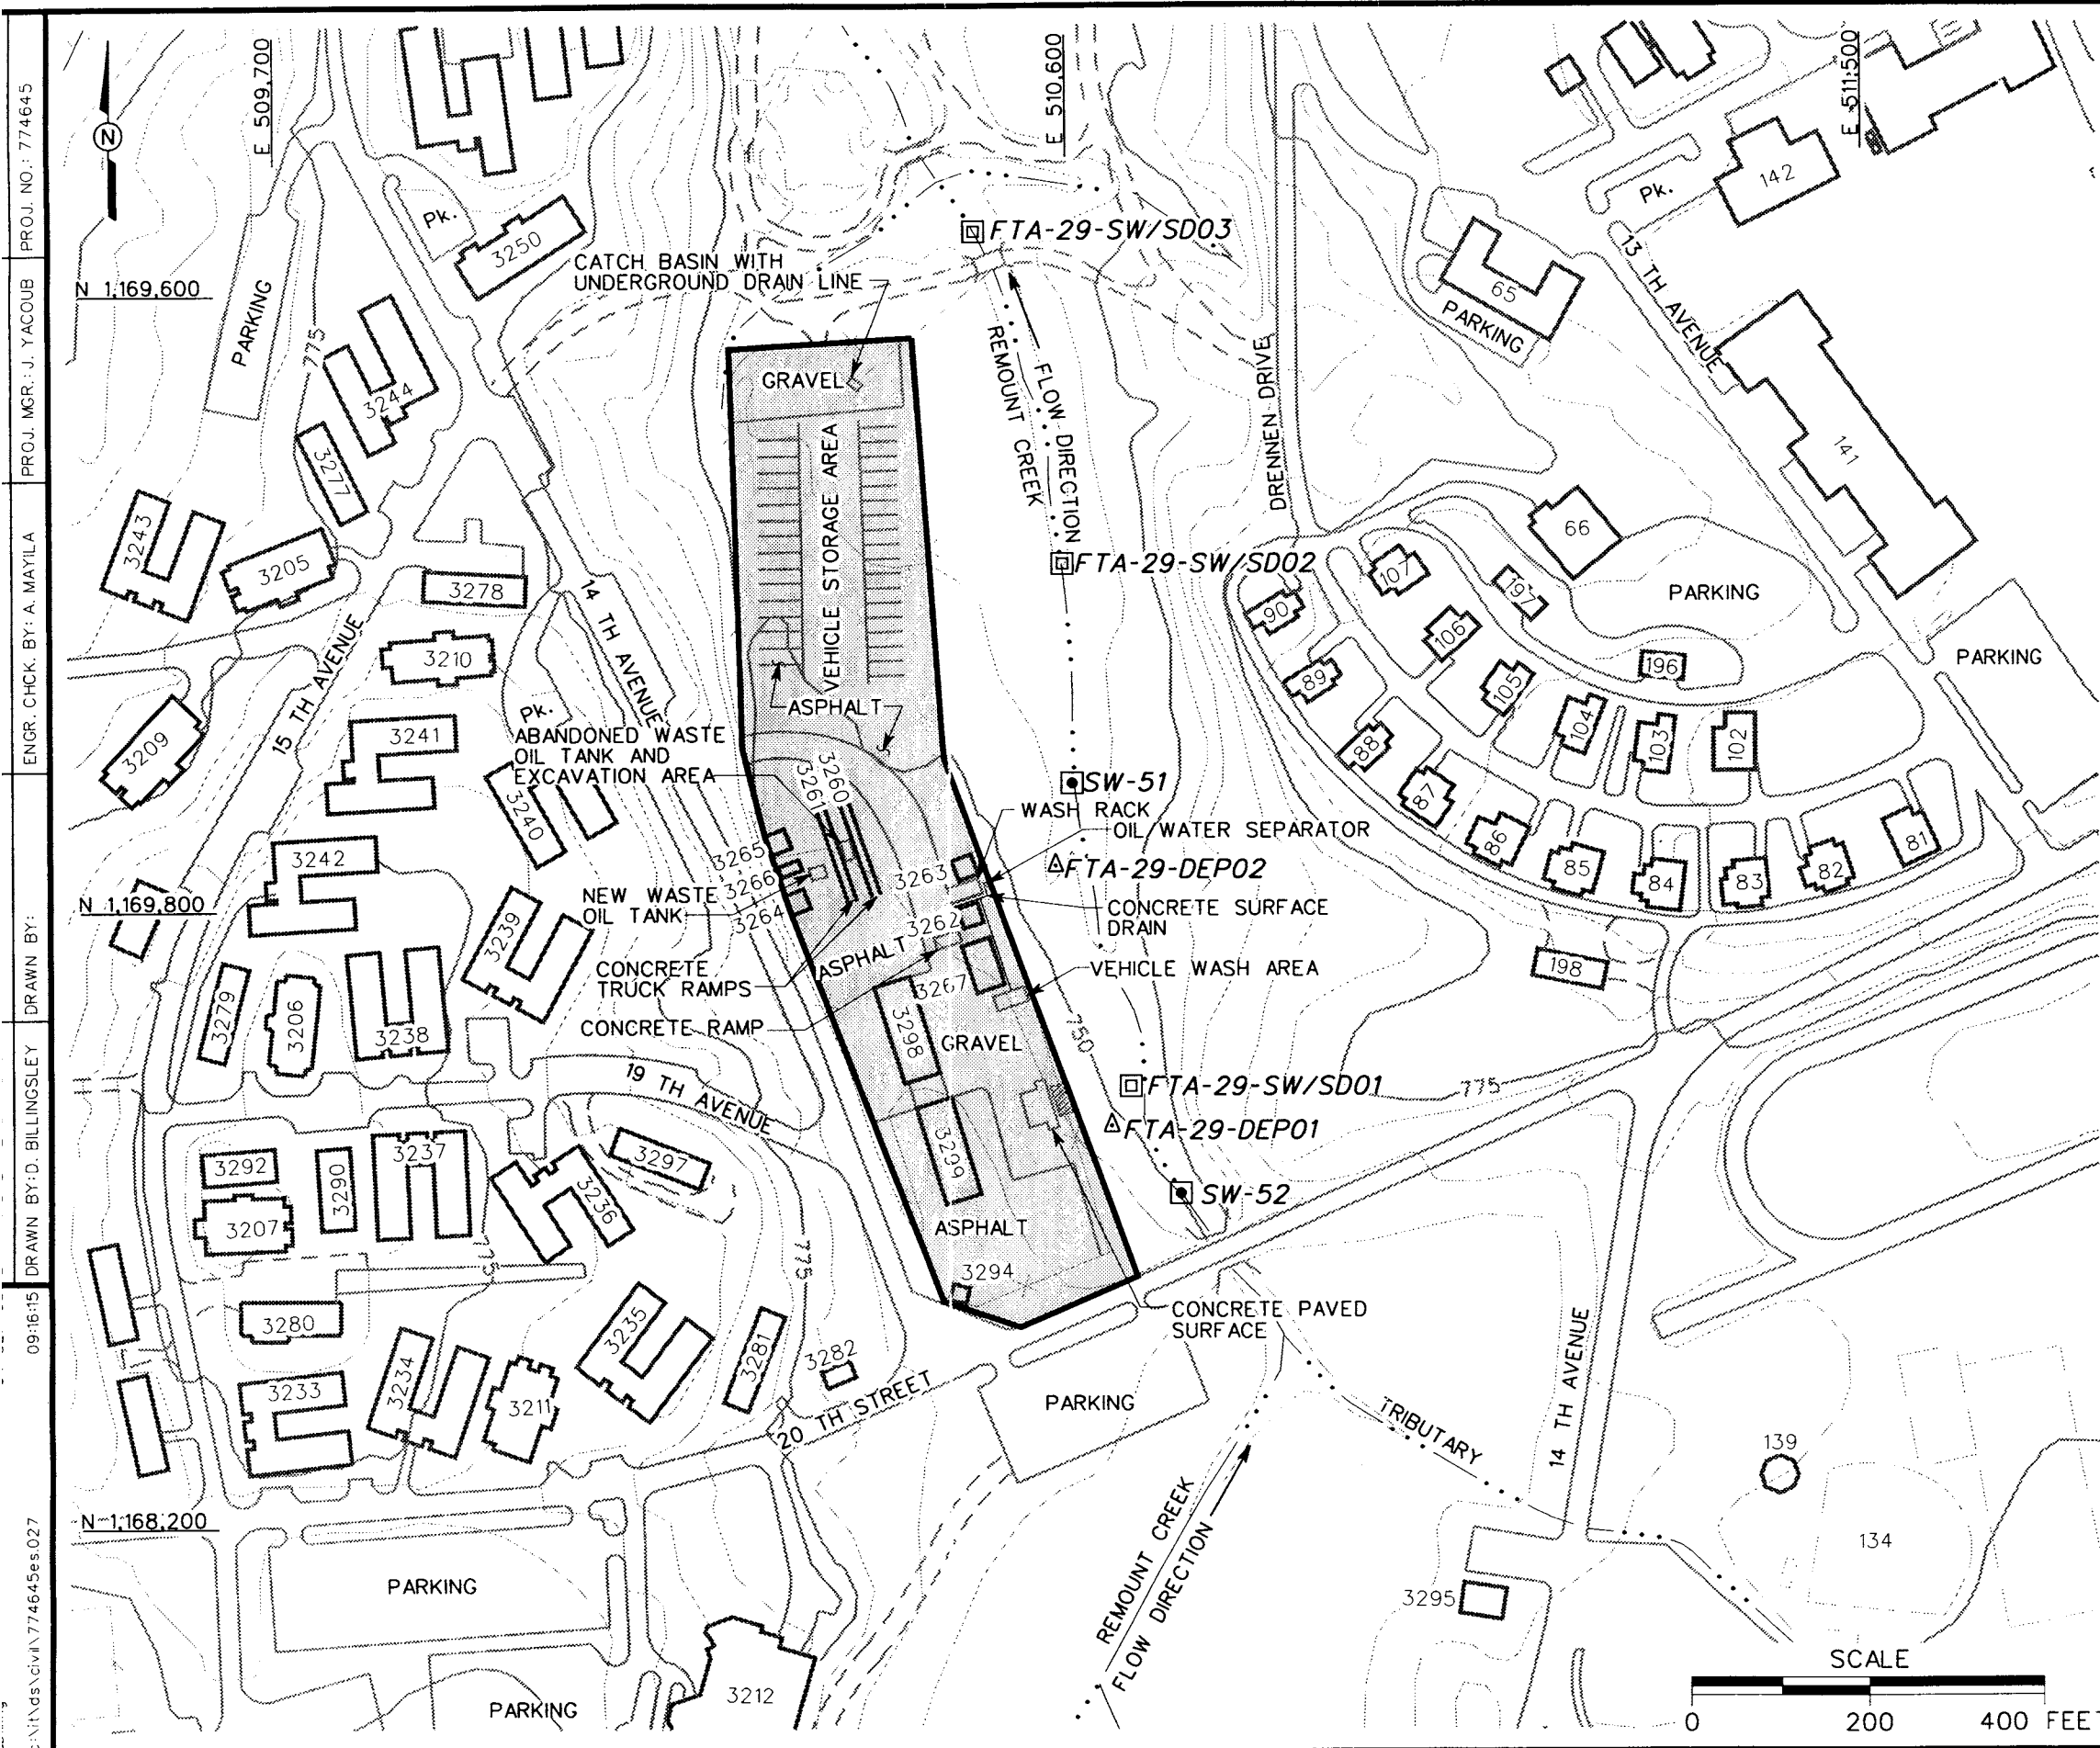 PROJ. NO.: 774645
PROJ. MGR.: J. YACOUB
ENGR. CHCK. BY: A. MAYILA
DRAWN BY:
DRAWN BY: D. BILLINGSLEY
09:16:15
c:\it\ds\civil\774645es.027
N
E 509,700
E 510,600
E 511,500
N 1,169,600
N 1,169,800
N 1,168,200
PARKING
775
Pk.
3250
3244
3277
3243
3205
3278
3210
3209
15 TH AVENUE
14 TH AVENUE
3241
Pk.
3240
3242
3239
3279
3206
3238
19 TH AVENUE
3292
3290
3237
3207
3236
3297
775
775
3280
3235
3281
3282
3233
3234
3211
20 TH STREET
PARKING
PARKING
3212
CATCH BASIN WITH
UNDERGROUND DRAIN LINE
GRAVEL
VEHICLE STORAGE AREA
ASPHALT
ABANDONED WASTE
OIL TANK AND
EXCAVATION AREA
3261
3260
3265
3266
3264
NEW WASTE
OIL TANK
3263
3262
ASPHALT
CONCRETE
TRUCK RAMPS
3267
CONCRETE RAMP
3298
GRAVEL
3299
ASPHALT
3294
FTA-29-SW/SD03
FLOW DIRECTION
REMOUNT CREEK
FTA-29-SW/SD02
SW-51
WASH RACK
OIL/WATER SEPARATOR
FTA-29-DEP02
CONCRETE SURFACE
DRAIN
VEHICLE WASH AREA
750
FTA-29-SW/SD01
FTA-29-DEP01
SW-52
CONCRETE PAVED
SURFACE
PARKING
TRIBUTARY
REMOUNT CREEK
FLOW DIRECTION
DRENNEN DRIVE
142
Pk.
65
PARKING
13 TH AVENUE
141
66
PARKING
PARKING
107
197
90
106
196
89
105
104
103
102
88
87
86
85
84
83
82
81
198
775
14 TH AVENUE
139
134
3295
SCALE
0 200 400 FEET